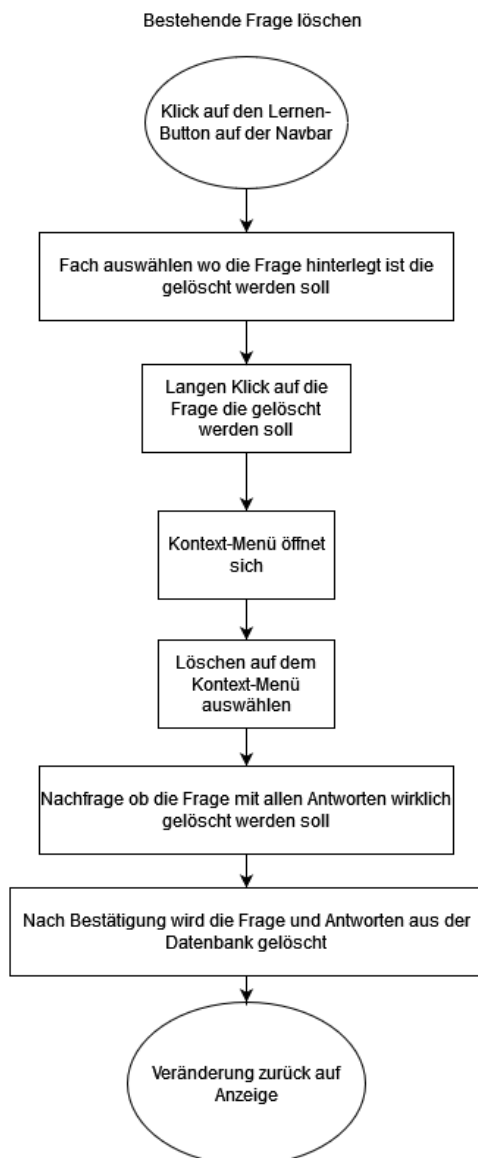 Bestehende Frage löschen
Klick auf den Lernen-
Button auf der Navbar
Fach auswählen wo die Frage hinterlegt ist die
gelöscht werden soll
Langen Klick auf die
Frage die gelöscht
werden soll
Kontext-Menü öffnet
sich
Löschen auf dem
Kontext-Menü
auswählen
Nachfrage ob die Frage mit allen Antworten wirklich
gelöscht werden soll
Nach Bestätigung wird die Frage und Antworten aus der
Datenbank gelöscht
Veränderung zurück auf
Anzeige